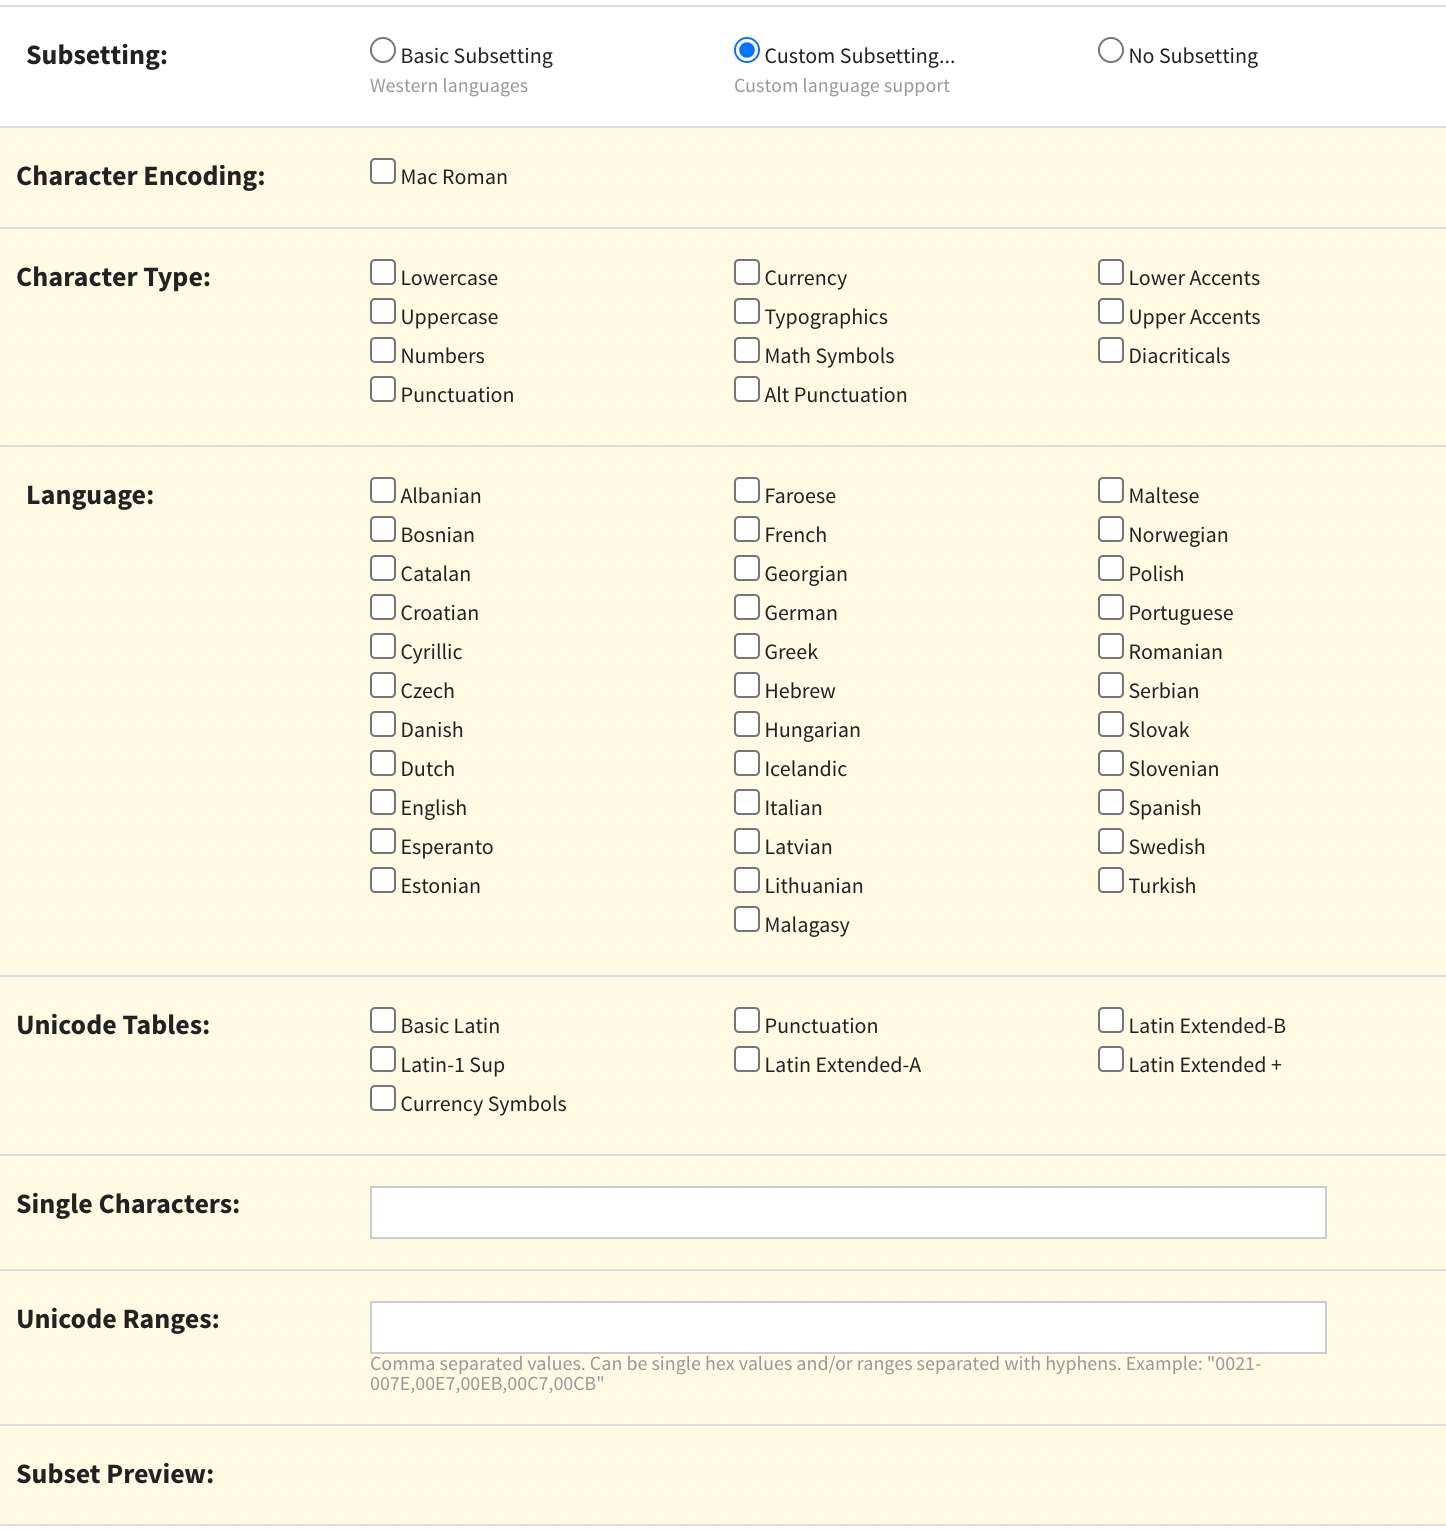 Subsetting:
Basic Subsetting
Western languages
Custom Subsetting...
Custom language support
No Subsetting
Character Encoding:
Mac Roman
Character Type:
Lowercase
Uppercase
Numbers
Punctuation
Currency
Typographics
Math Symbols
Alt Punctuation
Lower Accents
Upper Accents
Diacriticals
Language:
Albanian
Bosnian
Catalan
Croatian
Cyrillic
Czech
Danish
Dutch
English
Esperanto
Estonian
Faroese
French
Georgian
German
Greek
Hebrew
Hungarian
Icelandic
Italian
Latvian
Lithuanian
Malagasy
Maltese
Norwegian
Polish
Portuguese
Romanian
Serbian
Slovak
Slovenian
Spanish
Swedish
Turkish
Unicode Tables:
Basic Latin
Latin-1 Sup
Currency Symbols
Punctuation
Latin Extended-A
Latin Extended-B
Latin Extended +
Single Characters:
Unicode Ranges:
Comma separated values. Can be single hex values and/or ranges separated with hyphens. Example: "0021-
007E,00E7,00EB,00C7,00CB"
Subset Preview: